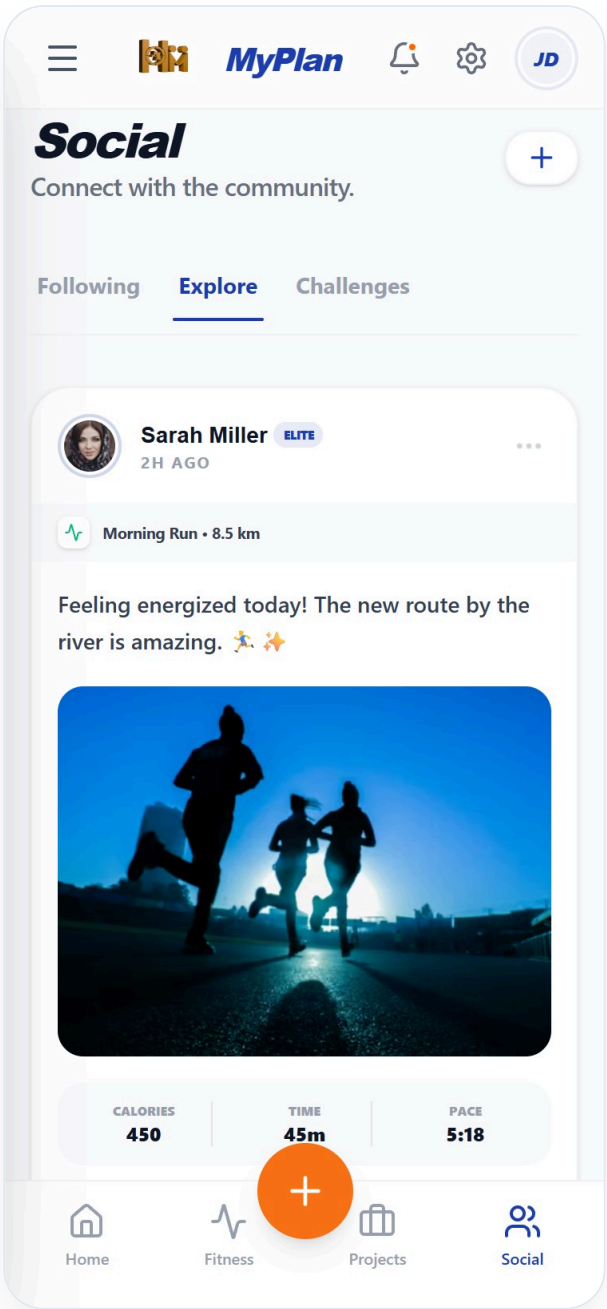 MyPlan
JD
Social
Connect with the community.
Following Explore Challenges
Sarah Miller ELITE
2H AGO
Morning Run • 8.5 km
Feeling energized today! The new route by the
river is amazing. 🏃‍♂️ ✨
CALORIES TIME PACE
450 45m 5:18
Home Fitness Projects Social